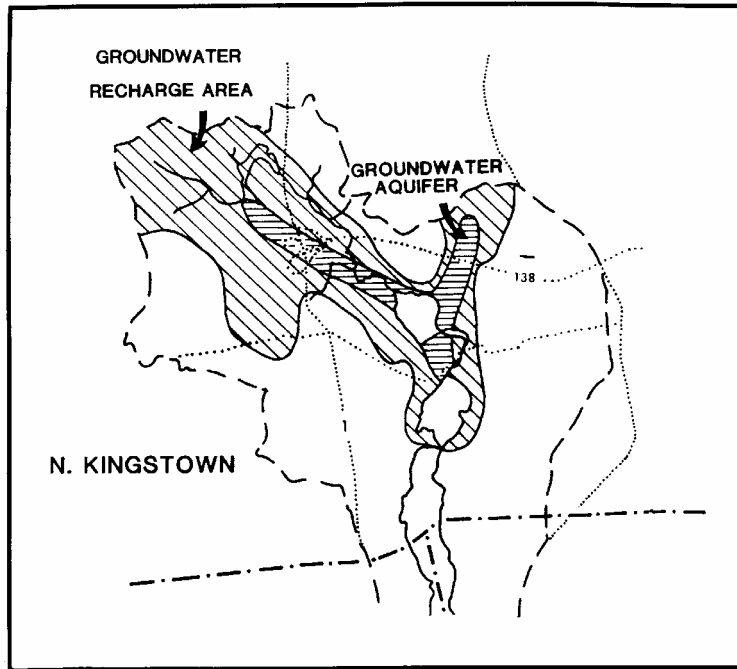 GROUNDWATER
RECHARGE AREA
GROUNDWATER
AQUIFER
138
1
N. KINGSTOWN